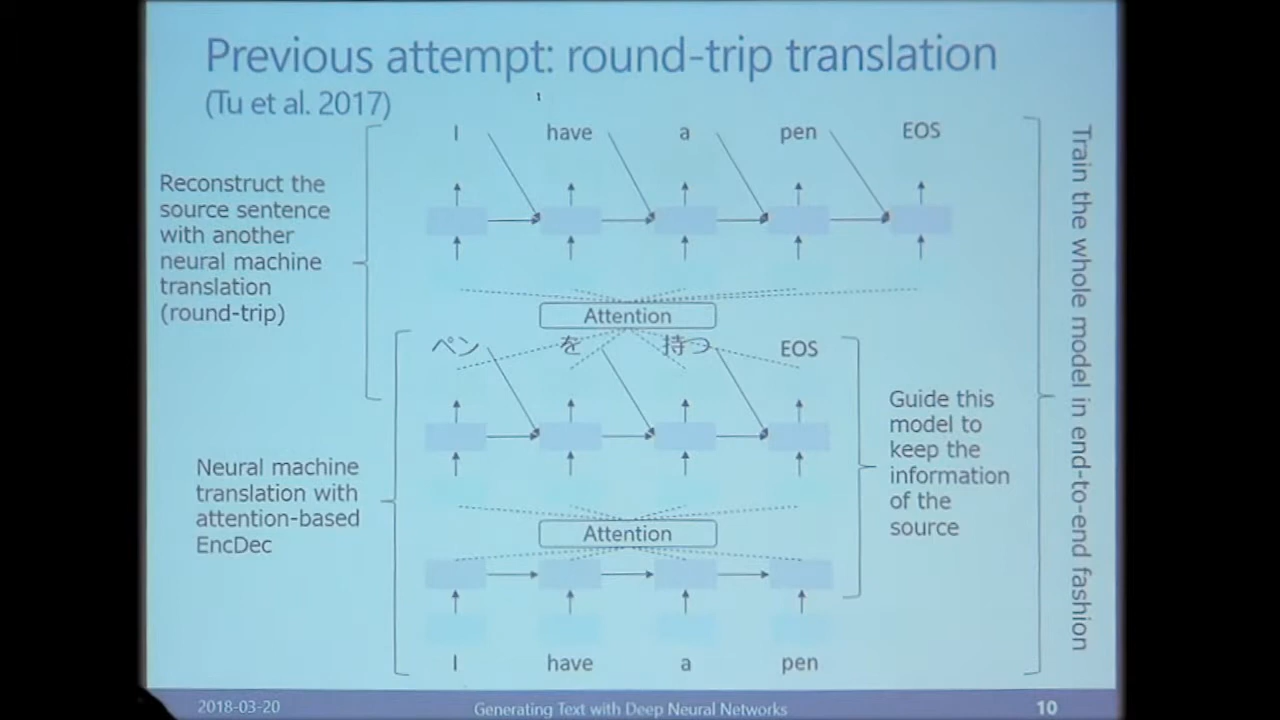 Previous attempt: round-trip translation
(Tu et al. 2017)
I have a pen EOS
Reconstruct the
source sentence
with another
neural machine
translation
(round-trip)
Attention
ペン を 持つ EOS
Neural machine
translation with
attention-based
EncDec
Guide this
model to
keep the
information
of the
source
Attention
I have a pen
Train the whole model in end-to-end fashion
2018-03-20
Generating Text with Deep Neural Networks
10